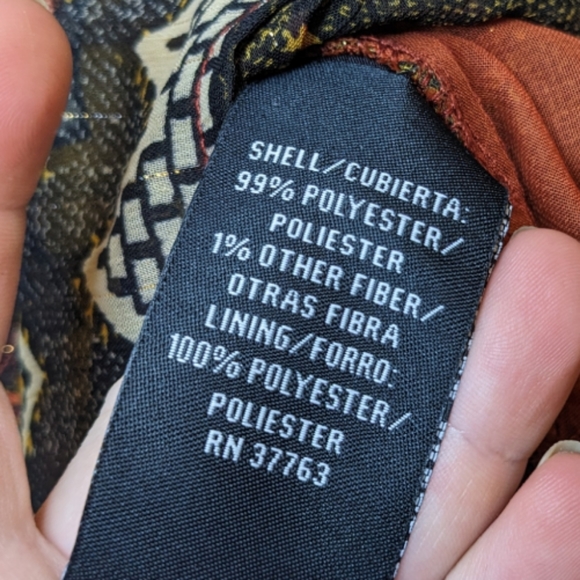 SHELL/CUBIERTA:
99% POLYESTER/
POLIESTER
1% OTHER FIBER/
OTRAS FIBRA
LINING/FORRO:
100% POLYESTER/
POLIESTER
RN 37763